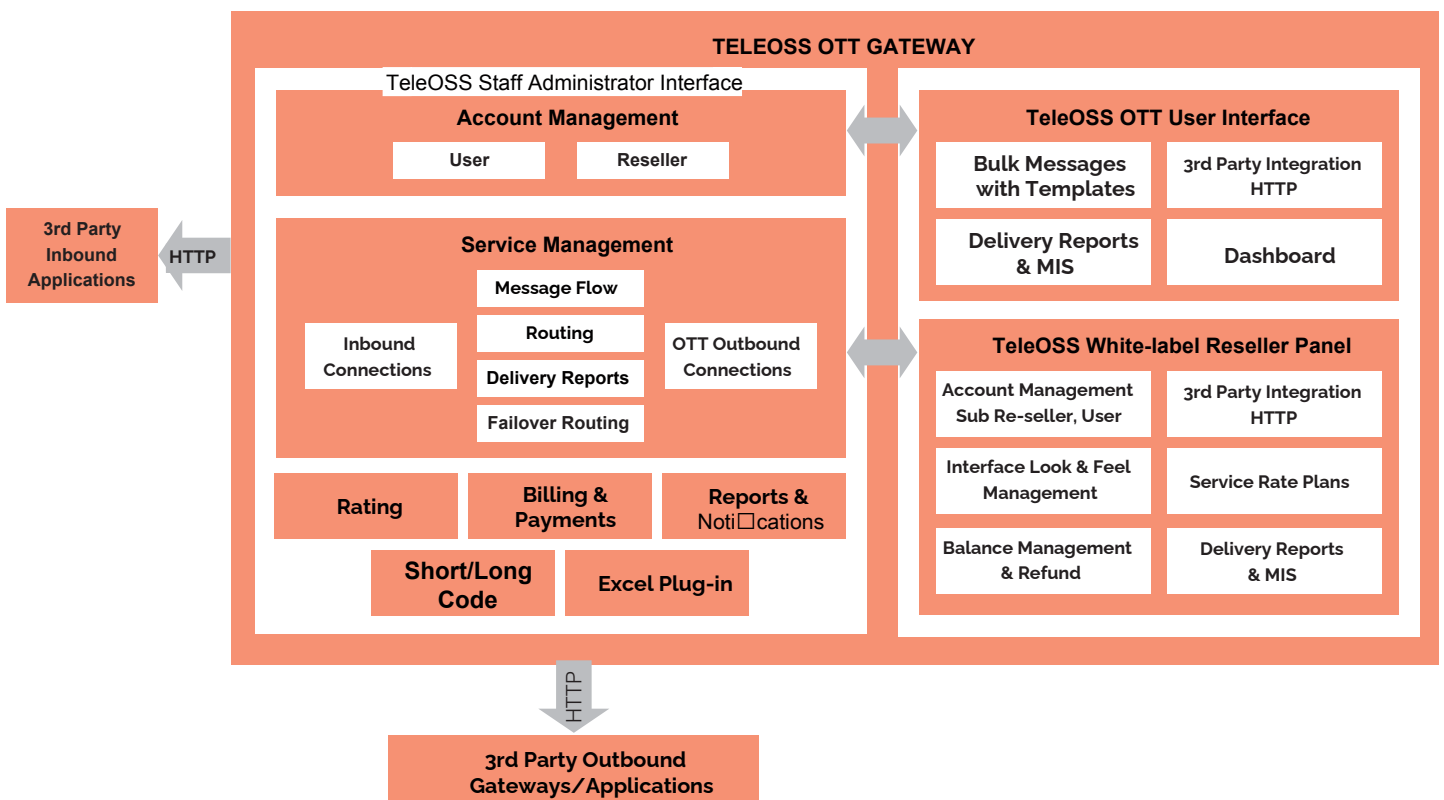 TELEOSS OTT GATEWAY
TeleOSS Staff Administrator Interface
Account Management
User
Reseller
Service Management
Message Flow
Routing
Delivery Reports
Failover Routing
Inbound
Connections
OTT Outbound
Connections
Rating
Billing &
Payments
Reports &
Noti□cations
Short/Long
Code
Excel Plug-in
3rd Party
Inbound
Applications
HTTP
TeleOSS OTT User Interface
Bulk Messages
with Templates
3rd Party Integration
HTTP
Delivery Reports
& MIS
Dashboard
TeleOSS White-label Reseller Panel
Account Management
Sub Re-seller, User
3rd Party Integration
HTTP
Interface Look & Feel
Management
Service Rate Plans
Balance Management
& Refund
Delivery Reports
& MIS
HTTP
3rd Party Outbound
Gateways/Applications